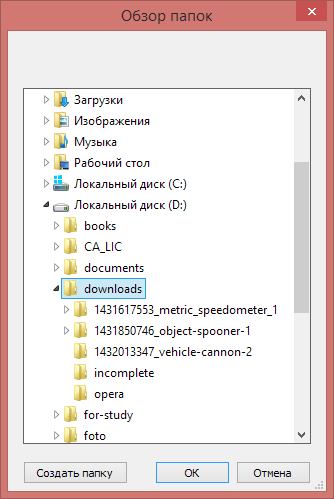 Обзор папок
Загрузки
Изображения
Музыка
Рабочий стол
Локальный диск (C:)
Локальный диск (D:)
books
CA_LIC
documents
downloads
1431617553_metric_speedometer_1
1431850746_object-spooner-1
1432013347_vehicle-cannon-2
incomplete
opera
for-study
foto
Создать папку
OK
Отмена